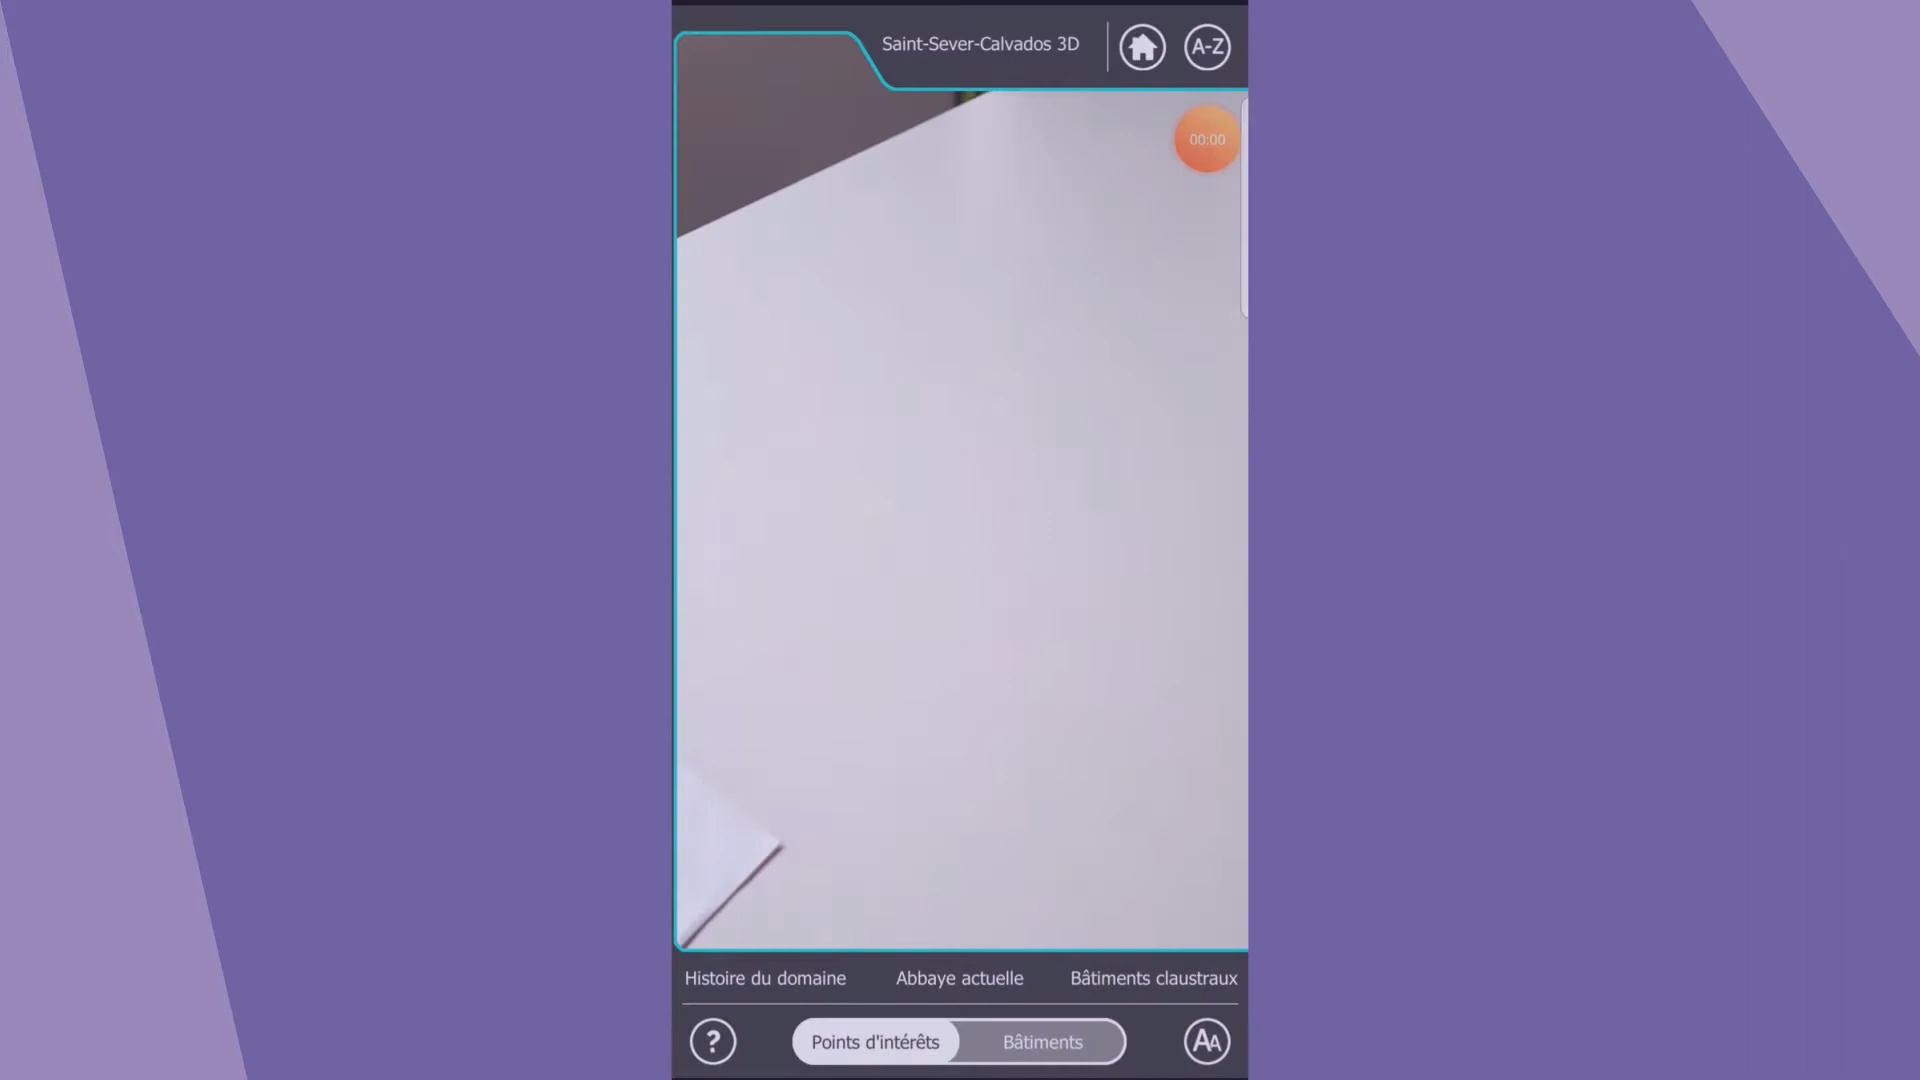 Saint-Sever-Calvados 3D
A-Z
00:00
Histoire du domaine
Abbaye actuelle
Bâtiments claustraux
?
Points d'intérêts
Bâtiments
AA